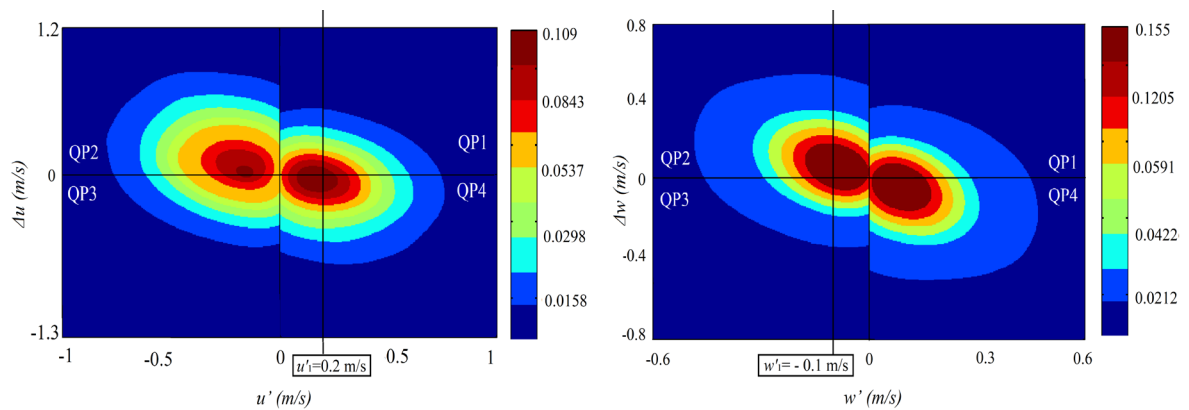 1.2
0
-1.3
Δu (m/s)
QP2
QP3
QP1
QP4
-1
-0.5
0
0.5
1
u'₁=0.2 m/s
u' (m/s)
0.109
0.0843
0.0537
0.0298
0.0158
0.8
0.4
0
-0.4
-0.8
Δw (m/s)
QP2
QP3
QP1
QP4
-0.6
w'₁= - 0.1 m/s
0
0.3
0.6
w' (m/s)
0.155
0.1205
0.0591
0.0422
0.0212